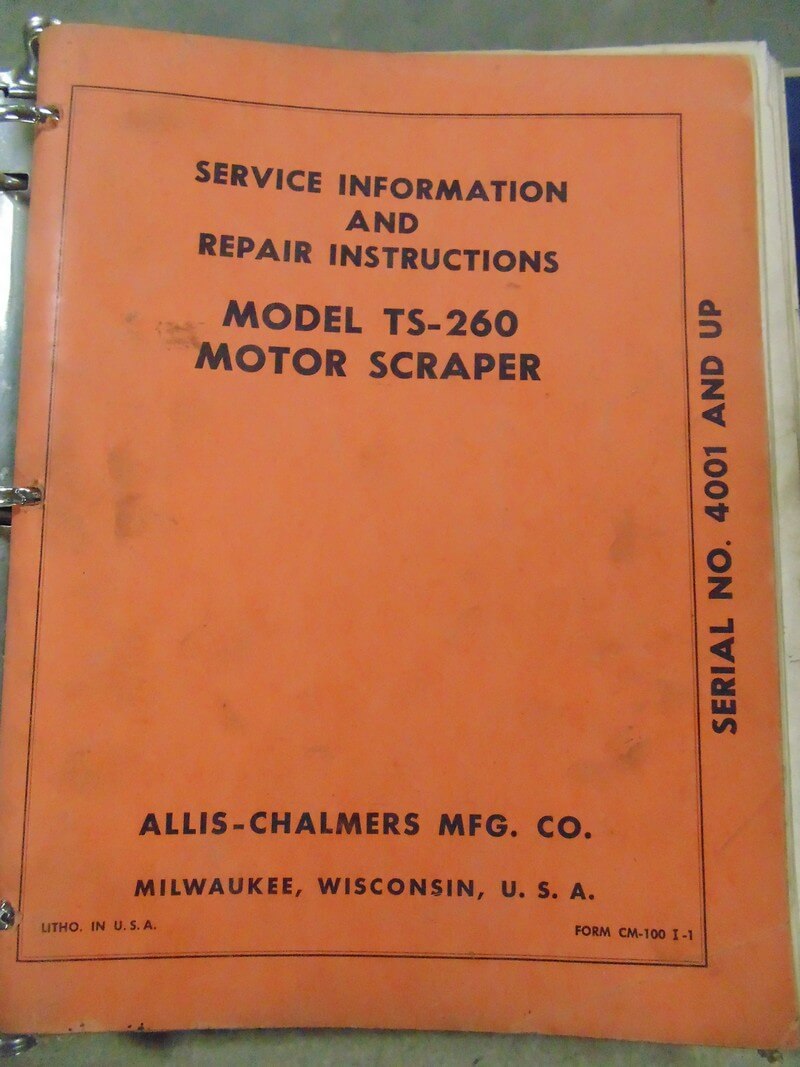 SERVICE INFORMATION
AND
REPAIR INSTRUCTIONS
MODEL TS-260
MOTOR SCRAPER
SERIAL NO. 4001 AND UP
ALLIS-CHALMERS MFG. CO.
MILWAUKEE, WISCONSIN, U. S. A.
LITHO. IN U. S. A.
FORM CM-100 I-1